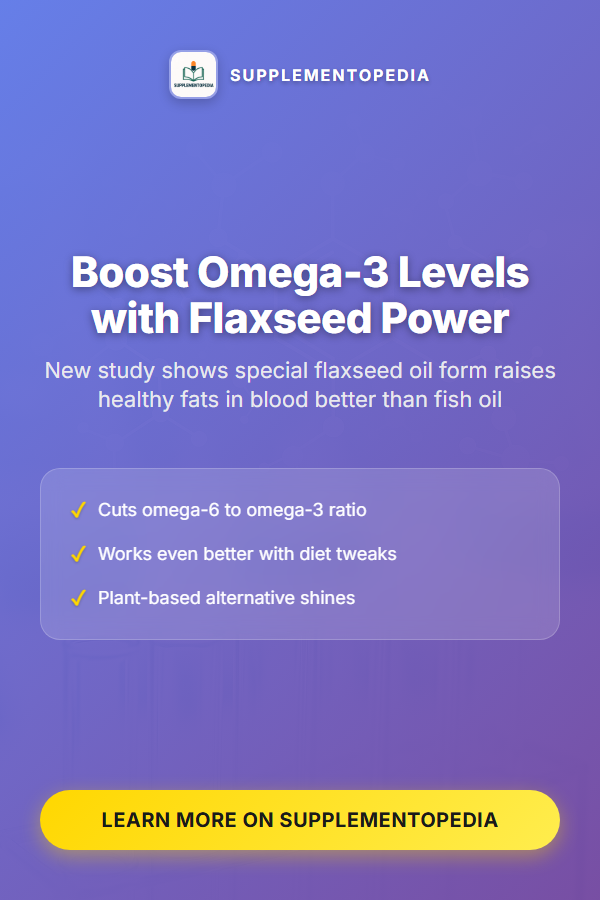 SUPPLEMENTOPEDIA
SUPPLEMENTOPEDIA
Boost Omega-3 Levels
with Flaxseed Power
New study shows special flaxseed oil form raises
healthy fats in blood better than fish oil
✓ Cuts omega-6 to omega-3 ratio
✓ Works even better with diet tweaks
✓ Plant-based alternative shines
LEARN MORE ON SUPPLEMENTOPEDIA